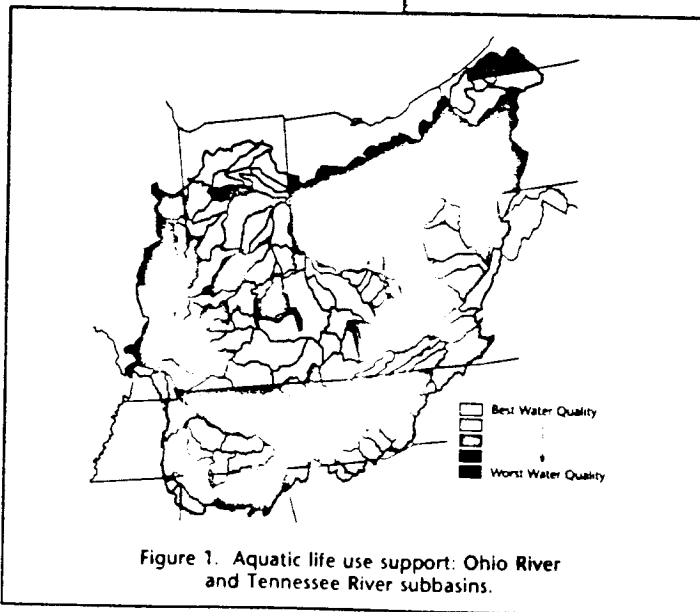 Best Water Quality
Worst Water Quality
Figure 1. Aquatic life use support: Ohio River
and Tennessee River subbasins.